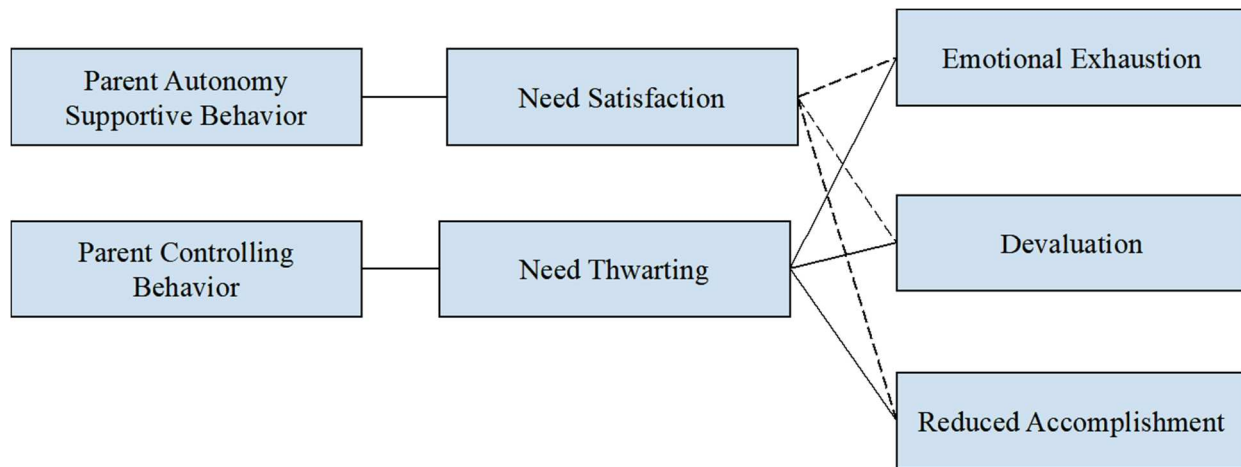 Parent Autonomy
Supportive Behavior
Need Satisfaction
Emotional Exhaustion
Parent Controlling
Behavior
Need Thwarting
Devaluation
Reduced Accomplishment